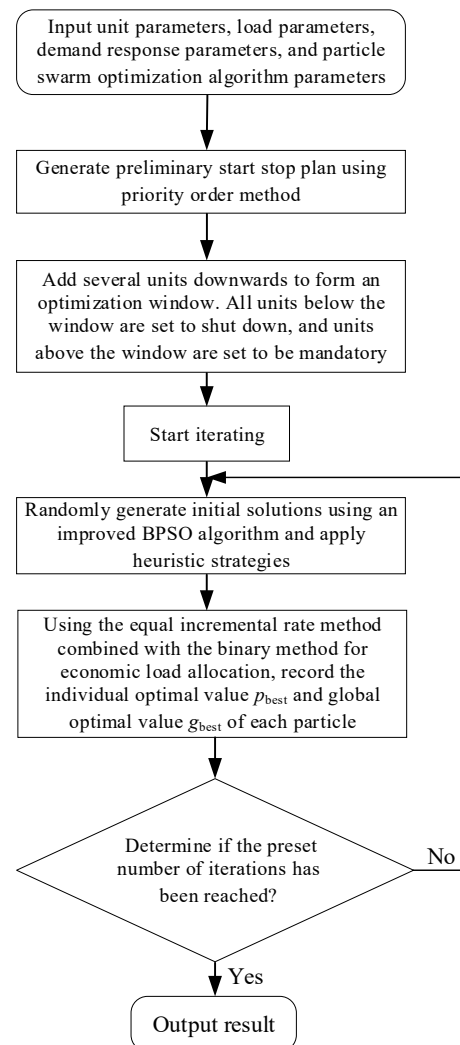 Input unit parameters, load parameters,
demand response parameters, and particle
swarm optimization algorithm parameters
Generate preliminary start stop plan using
priority order method
Add several units downwards to form an
optimization window. All units below the
window are set to shut down, and units
above the window are set to be mandatory
Start iterating
Randomly generate initial solutions using an
improved BPSO algorithm and apply
heuristic strategies
Using the equal incremental rate method
combined with the binary method for
economic load allocation, record the
individual optimal value pbest and global
optimal value gbest of each particle
Determine if the preset
number of iterations has
been reached?
No
Yes
Output result